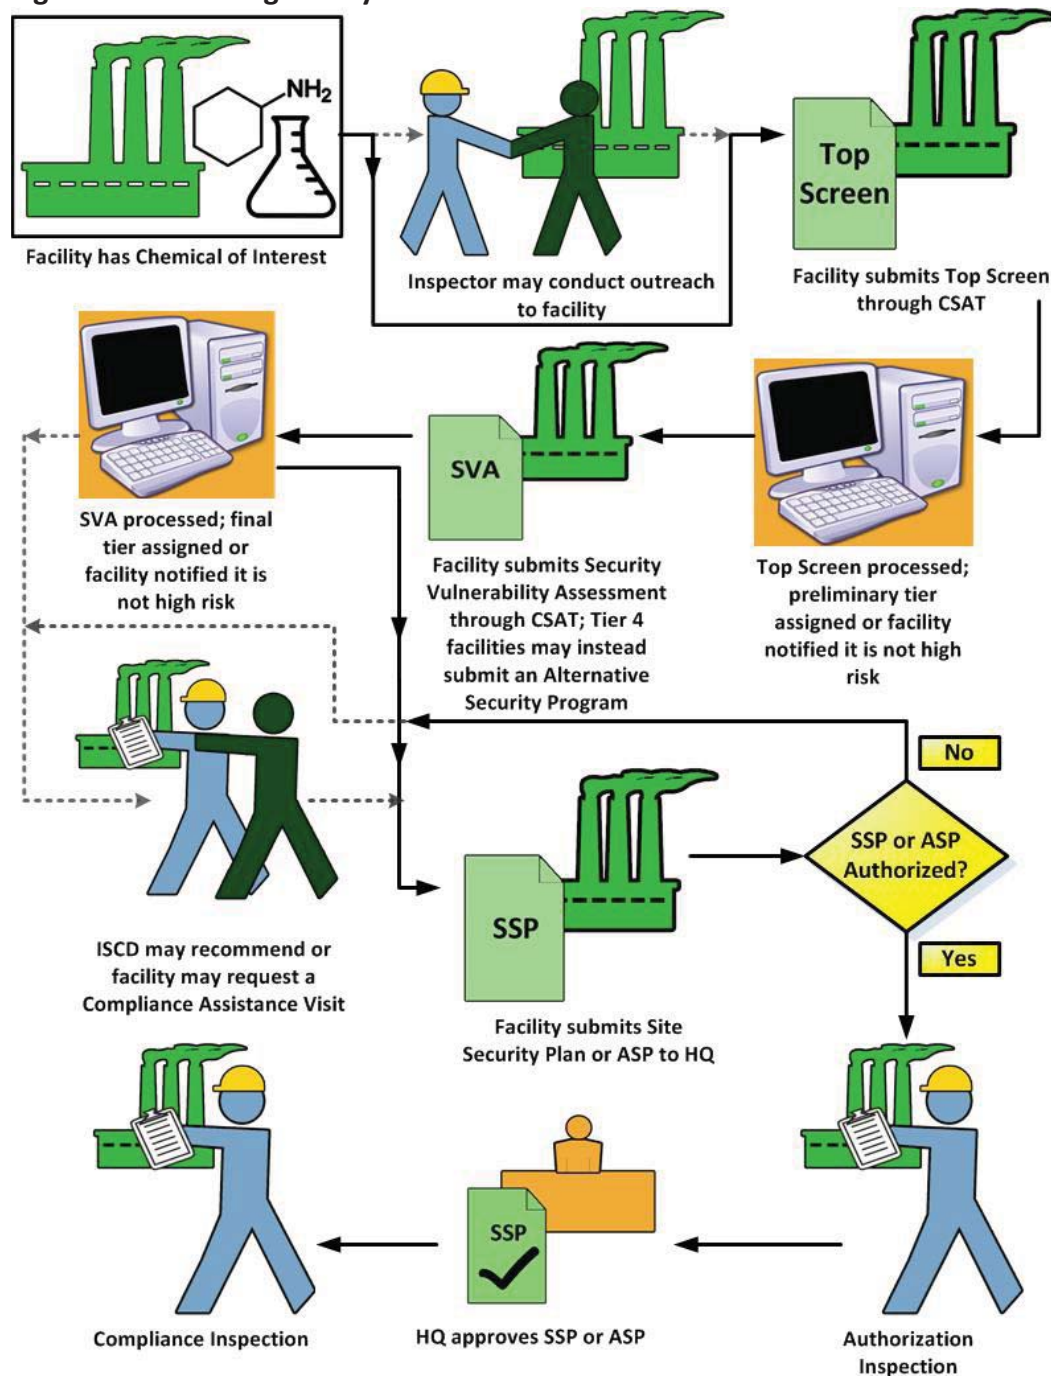 NH₂
Top
Screen
Facility has Chemical of Interest
Inspector may conduct outreach
to facility
Facility submits Top Screen
through CSAT
SVA
SVA processed; final
tier assigned or
facility notified it is
not high risk
Facility submits Security
Vulnerability Assessment
through CSAT; Tier 4
facilities may instead
submit an Alternative
Security Program
Top Screen processed;
preliminary tier
assigned or facility
notified it is not high
risk
No
SSP or ASP
Authorized?
Yes
SSP
ISCD may recommend or
facility may request a
Compliance Assistance Visit
Facility submits Site
Security Plan or ASP to HQ
SSP
Compliance Inspection
HQ approves SSP or ASP
Authorization
Inspection